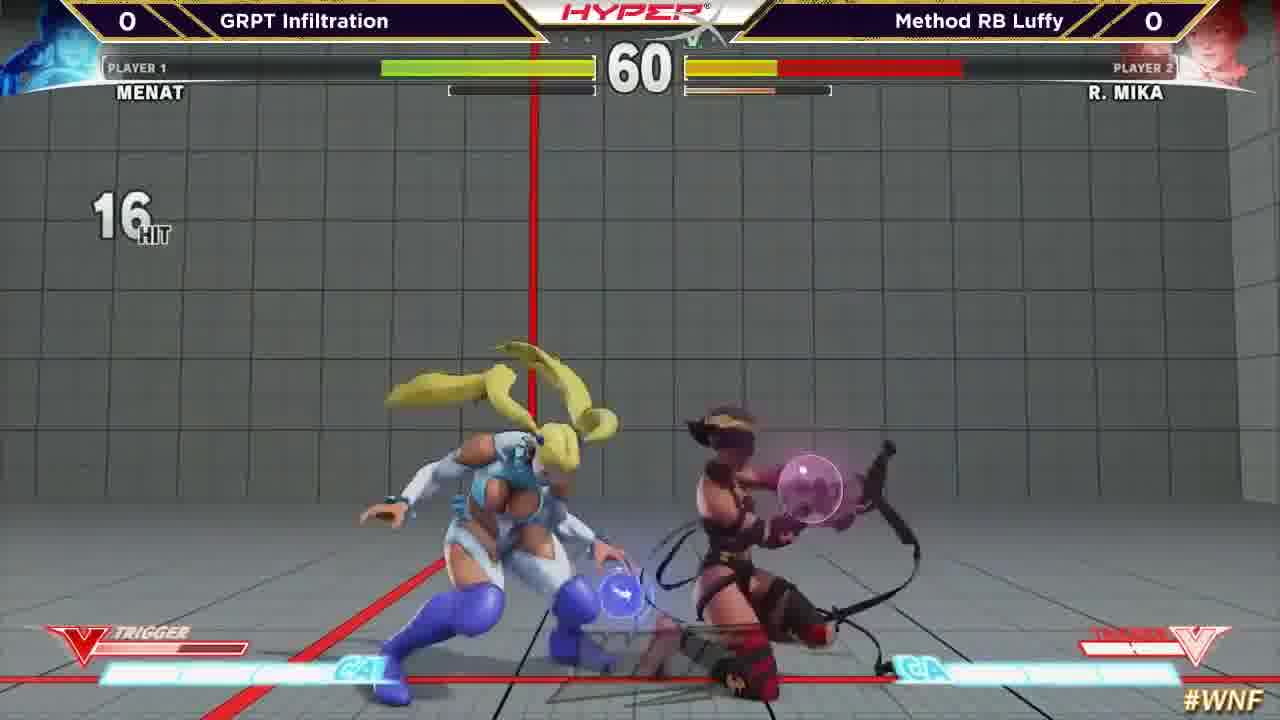 0 GRPT Infiltration HYPERX Method RB Luffy 0
PLAYER 1 60 PLAYER 2
MENAT R. MIKA
16 HIT
V TRIGGER V
CA CA
#WNF